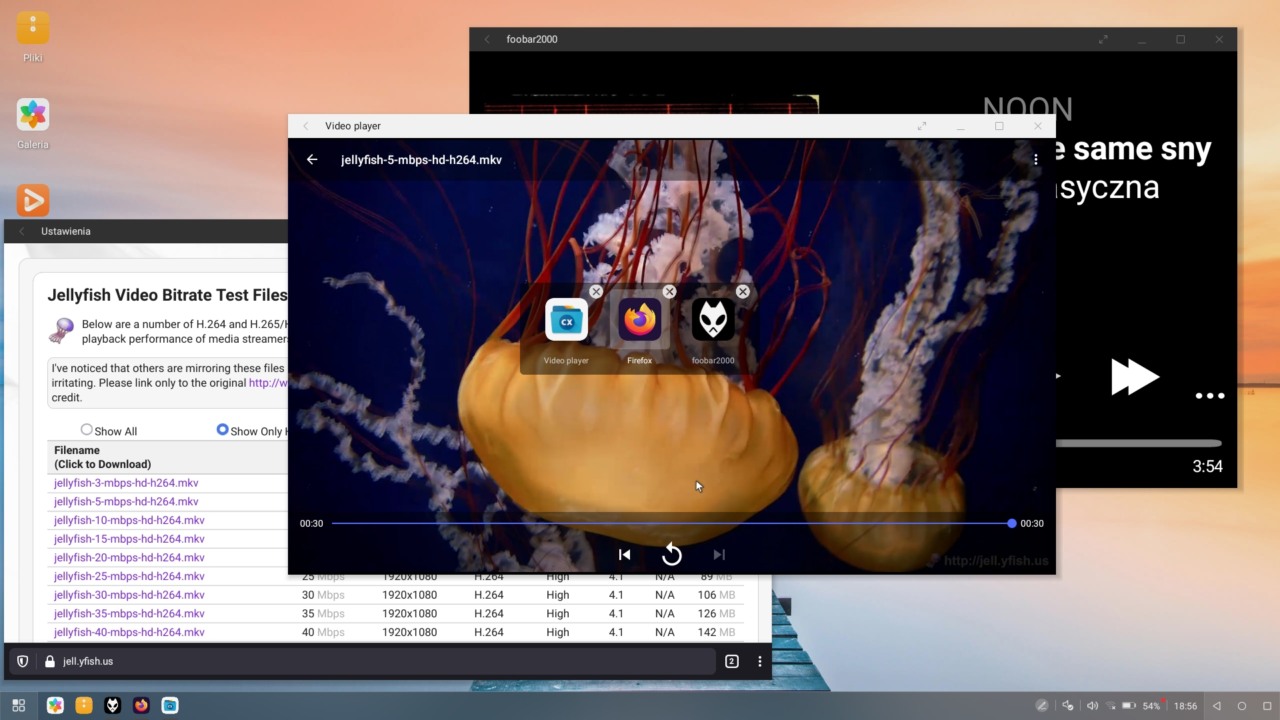 Pliki
Galeria
foobar2000
NOON
e same sny
syczna
3:54
Video player
jellyfish-5-mbps-hd-h264.mkv
Video player
Firefox
foobar2000
00:30
00:30
http://jell.yfish.us
Ustawienia
Jellyfish Video Bitrate Test Files
Below are a number of H.264 and H.265/H
playback performance of media streamers
I've noticed that others are mirroring these files
irritating. Please link only to the original http://w
credit.
Show All Show Only
Filename
(Click to Download)
jellyfish-3-mbps-hd-h264.mkv
jellyfish-5-mbps-hd-h264.mkv
jellyfish-10-mbps-hd-h264.mkv
jellyfish-15-mbps-hd-h264.mkv
jellyfish-20-mbps-hd-h264.mkv
jellyfish-25-mbps-hd-h264.mkv 25 Mbps 1920x1080 H.264 High 4.1 N/A 89 MB
jellyfish-30-mbps-hd-h264.mkv 30 Mbps 1920x1080 H.264 High 4.1 N/A 106 MB
jellyfish-35-mbps-hd-h264.mkv 35 Mbps 1920x1080 H.264 High 4.1 N/A 126 MB
jellyfish-40-mbps-hd-h264.mkv 40 Mbps 1920x1080 H.264 High 4.1 N/A 142 MB
jell.yfish.us
2
54% 18:56